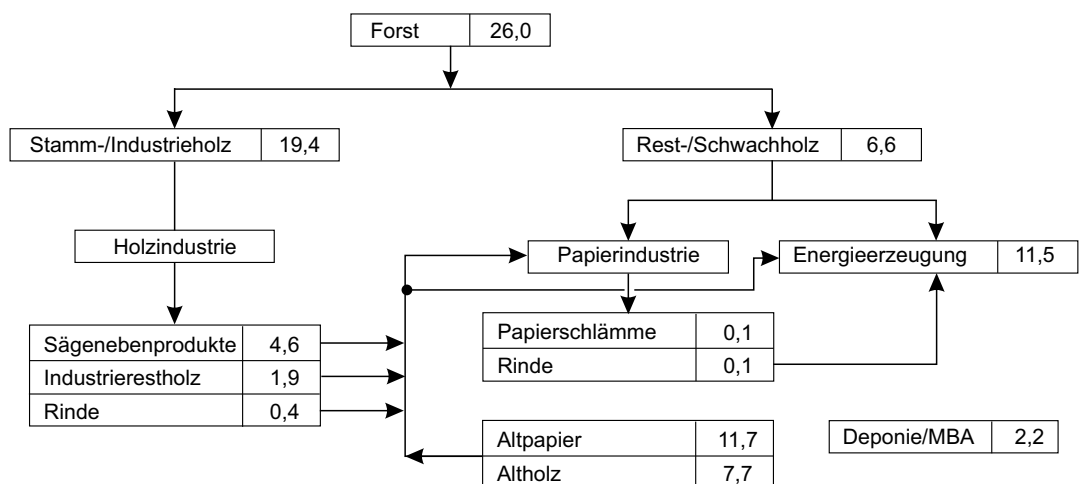 Forst 26,0
Stamm-/Industrieholz 19,4
Rest-/Schwachholz 6,6
Holzindustrie
Papierindustrie
Energieerzeugung 11,5
Sägenebenprodukte 4,6
Industrierestholz 1,9
Rinde 0,4
Papierschlämme 0,1
Rinde 0,1
Altpapier 11,7
Altholz 7,7
Deponie/MBA 2,2